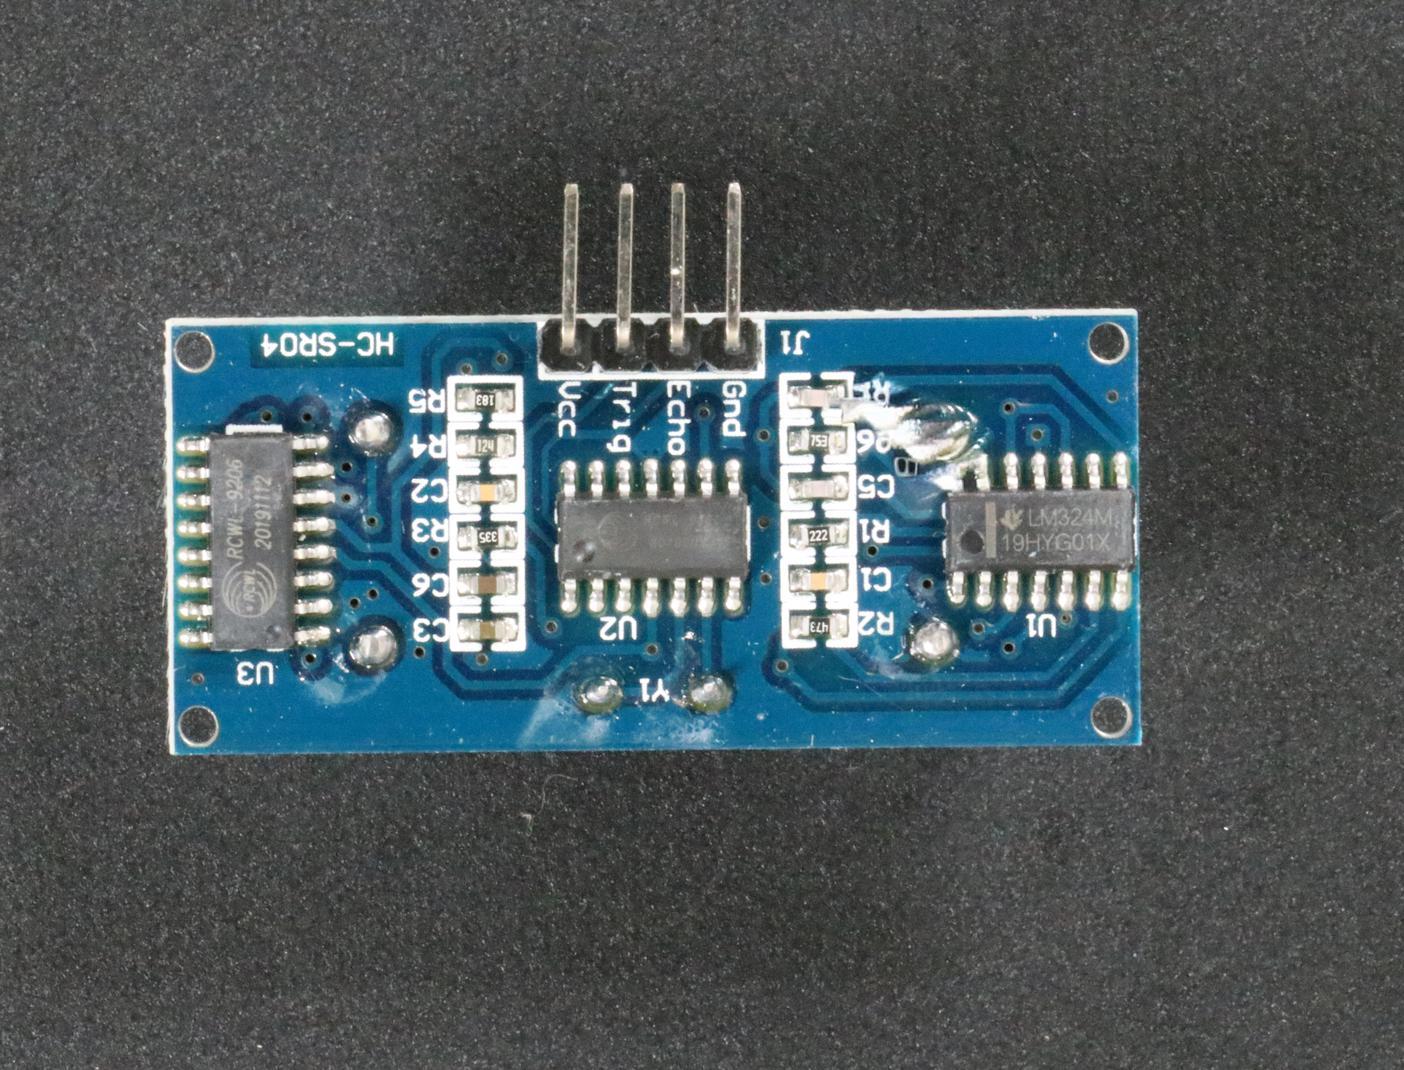 HC-SR04
J1
Vcc
Trig
Echo
Gnd
R5
183
R4
124
C2
R3
335
C6
C3
R6
753
C5
R1
222
C1
R2
473
RCWL-9206
20191112
RCWL
U3
U2
Y1
LM324M
19HYG01X
U1